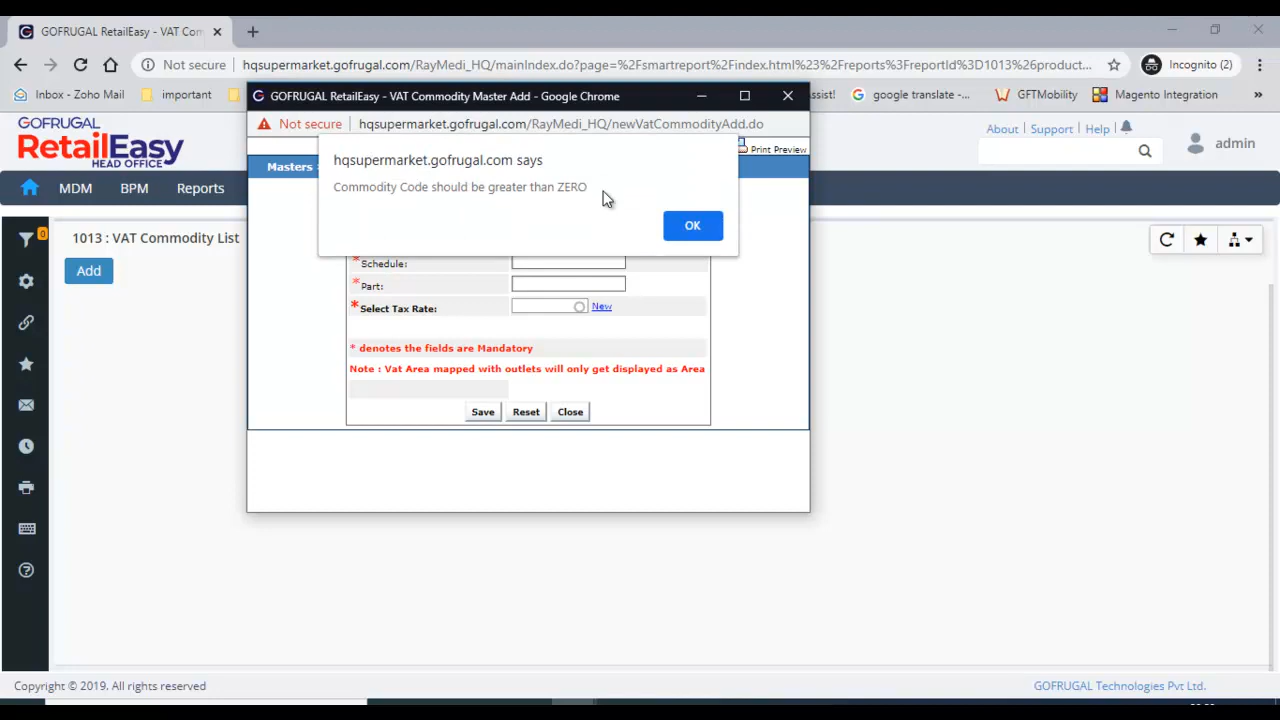 GOFRUGAL RetailEasy - VAT Com
Not secure
hqsupermarket.gofrugal.com/RayMedi_HQ/mainIndex.do?page=%2Fsmartreport%2Findex.html%23%2Freports%3FreportId%3D1013%26product...
Incognito (2)
Inbox - Zoho Mail
important
Assist!
google translate -...
GFTMobility
Magento Integration
»
GOFRUGAL
RetailEasy
HEAD OFFICE
About
Support
Help
admin
MDM
BPM
Reports
0
1013 : VAT Commodity List
Add
GOFRUGAL RetailEasy - VAT Commodity Master Add - Google Chrome
Not secure
hqsupermarket.gofrugal.com/RayMedi_HQ/newVatCommodityAdd.do
Print Preview
Masters
hqsupermarket.gofrugal.com says
Commodity Code should be greater than ZERO
OK
*Schedule:
*Part:
*Select Tax Rate:
New
* denotes the fields are Mandatory
Note : Vat Area mapped with outlets will only get displayed as Area
Save
Reset
Close
Copyright © 2019. All rights reserved
GOFRUGAL Technologies Pvt Ltd.